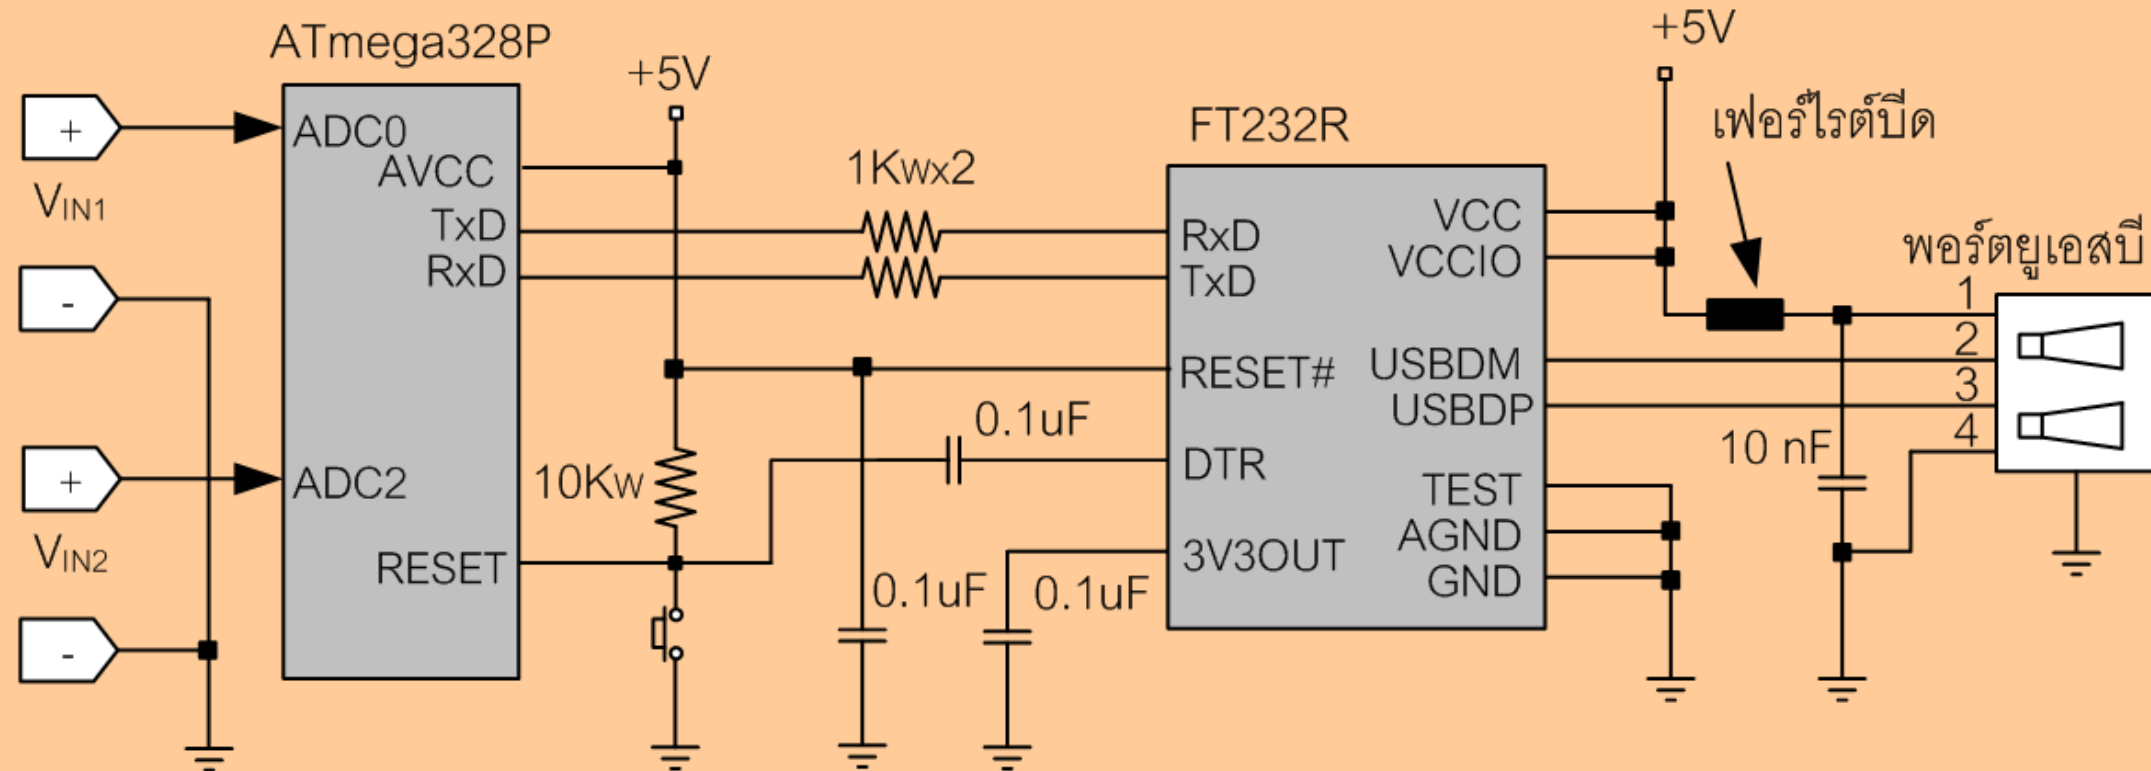 ATmega328P
+
VIN1
-
+
VIN2
-
ADC0
AVCC
TxD
RxD
ADC2
RESET
+5V
1Kwx2
10Kw
0.1uF
0.1uF
0.1uF
FT232R
RxD
TxD
RESET#
DTR
3V3OUT
VCC
VCCIO
USBDM
USBDP
TEST
AGND
GND
+5V
เฟอร์ไรต์บีด
พอร์ตยูเอสบี
1
2
3
4
10 nF